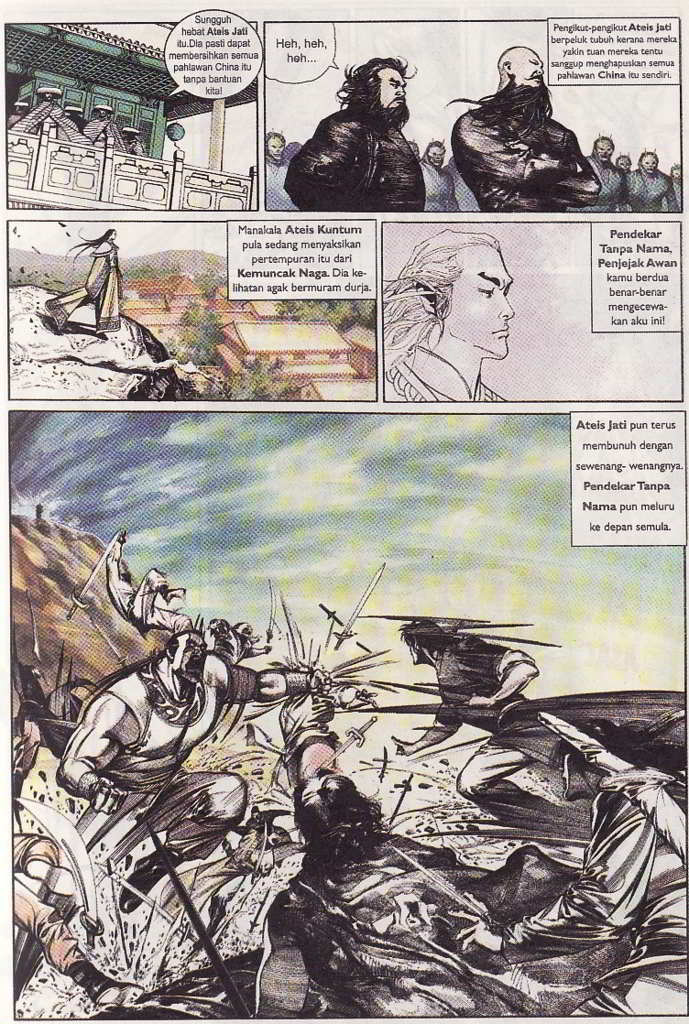 Sungguh
hebat Ateis Jati
itu.Dia pasti dapat
membersihkan semua
pahlawan China itu
tanpa bantuan
kita!
Heh, heh,
heh...
Pengikut-pengikut Ateis Jati
berpeluk tubuh kerana mereka
yakin tuan mereka tentu
sanggup menghapuskan semua
pahlawan China itu sendiri.
Manakala Ateis Kuntum
pula sedang menyaksikan
pertempuran itu dari
Kemuncak Naga. Dia ke-
lihatan agak bermuram durja.
Pendekar
Tanpa Nama,
Penjejak Awan
kamu berdua
benar-benar
mengecewa-
kan aku ini!
Ateis Jati pun terus
membunuh dengan
sewenang- wenangnya.
Pendekar Tanpa
Nama pun meluru
ke depan semula.